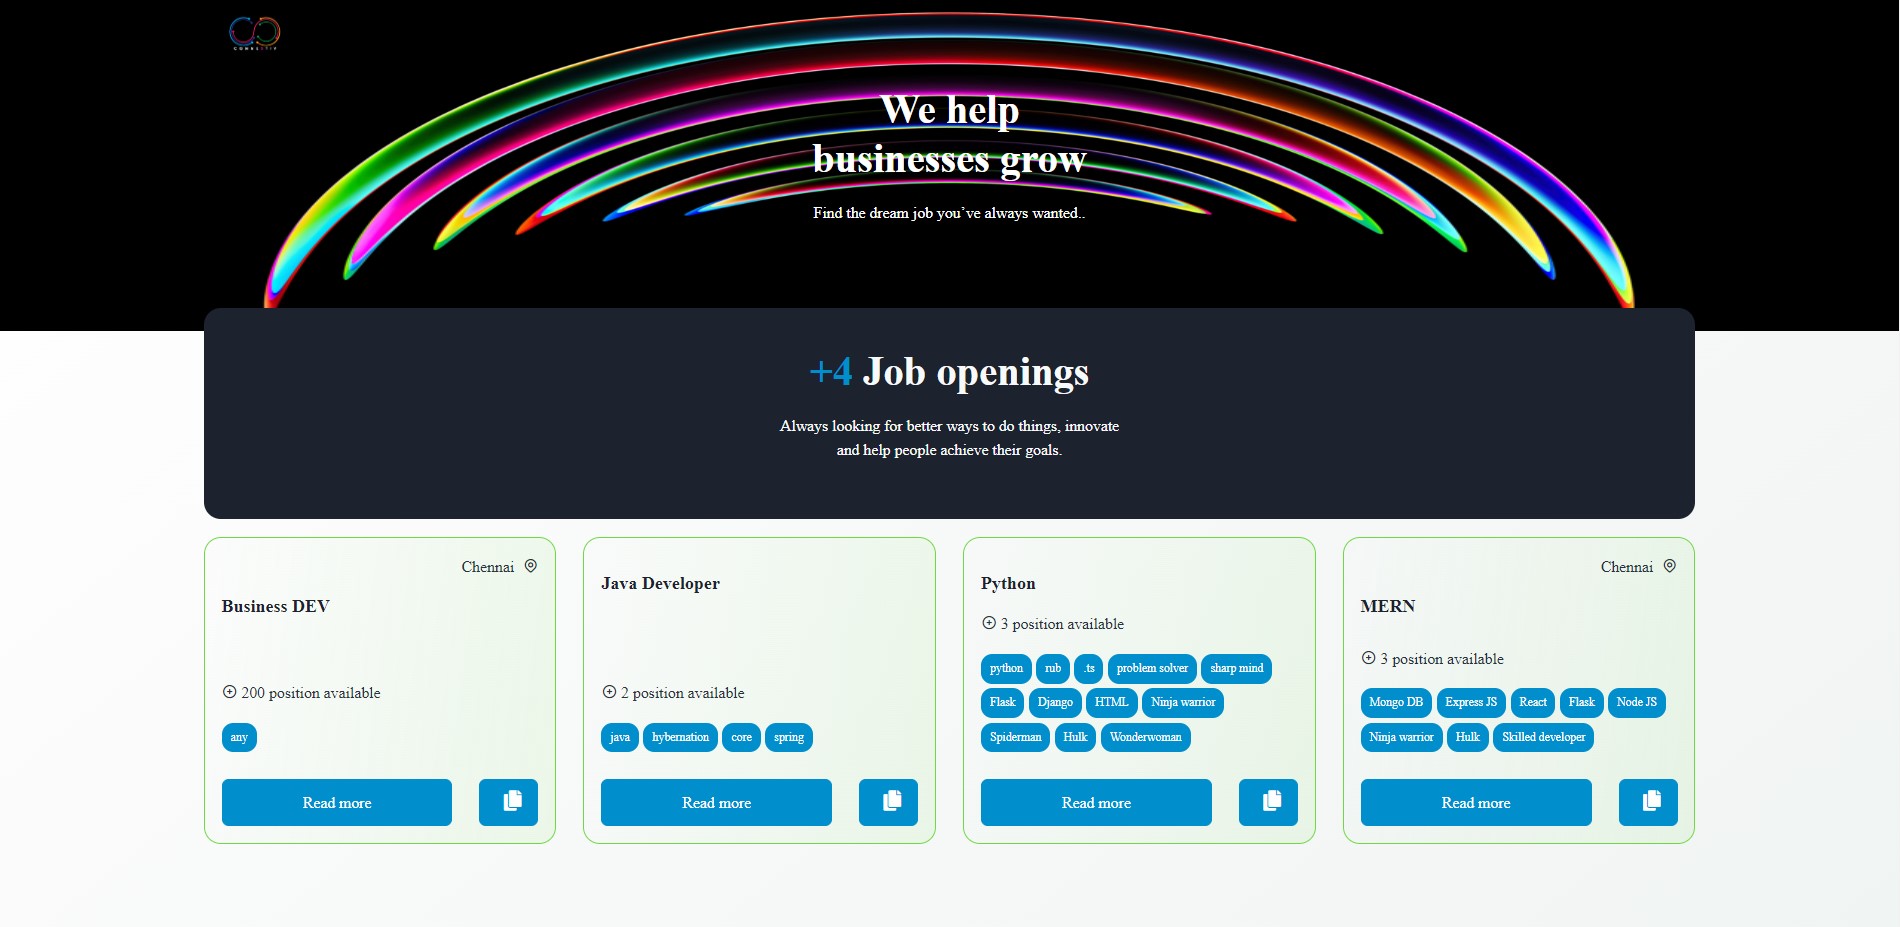 We help
businesses grow
Find the dream job you’ve always wanted..
+4 Job openings
Always looking for better ways to do things, innovate
and help people achieve their goals.
Chennai
Business DEV
200 position available
any
Read more
Java Developer
2 position available
java hybernation core spring
Read more
Python
3 position available
python rub .ts problem solver sharp mind
Flask Django HTML Ninja warrior
Spiderman Hulk Wonderwoman
Read more
Chennai
MERN
3 position available
Mongo DB Express JS React Flask Node JS
Ninja warrior Hulk Skilled developer
Read more